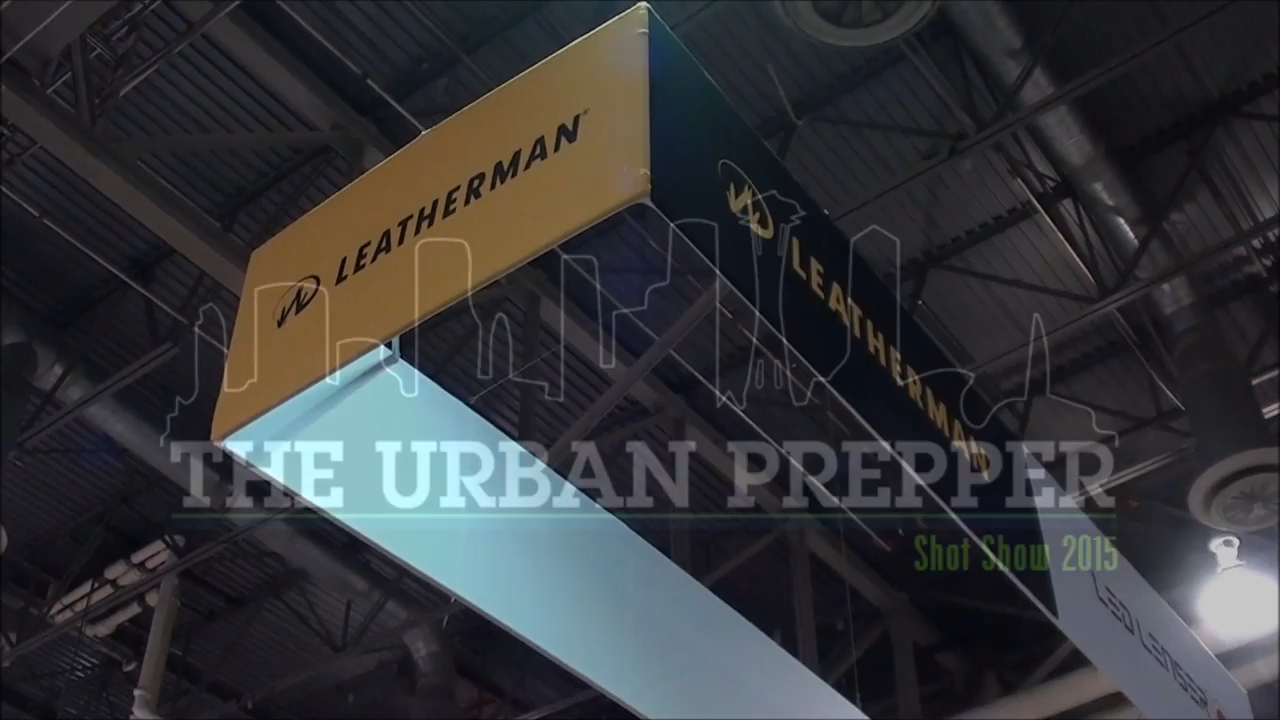 LEATHERMAN®
LEATHERMAN
THE URBAN PREPPER
Shot Show 2015
LED LENSER